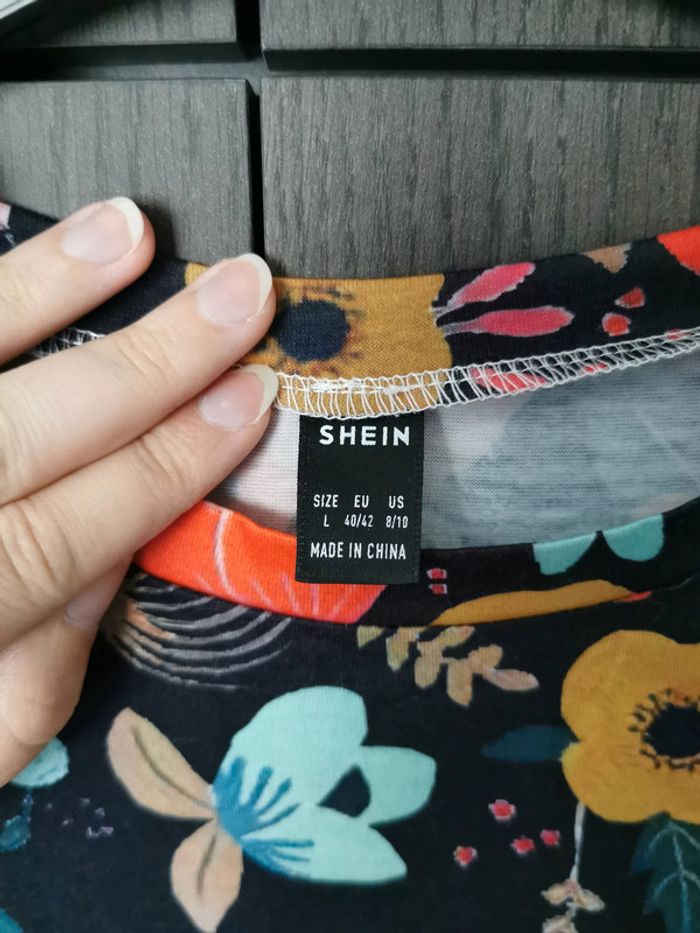 SHEIN
SIZE EU US
L 40/42 8/10
MADE IN CHINA